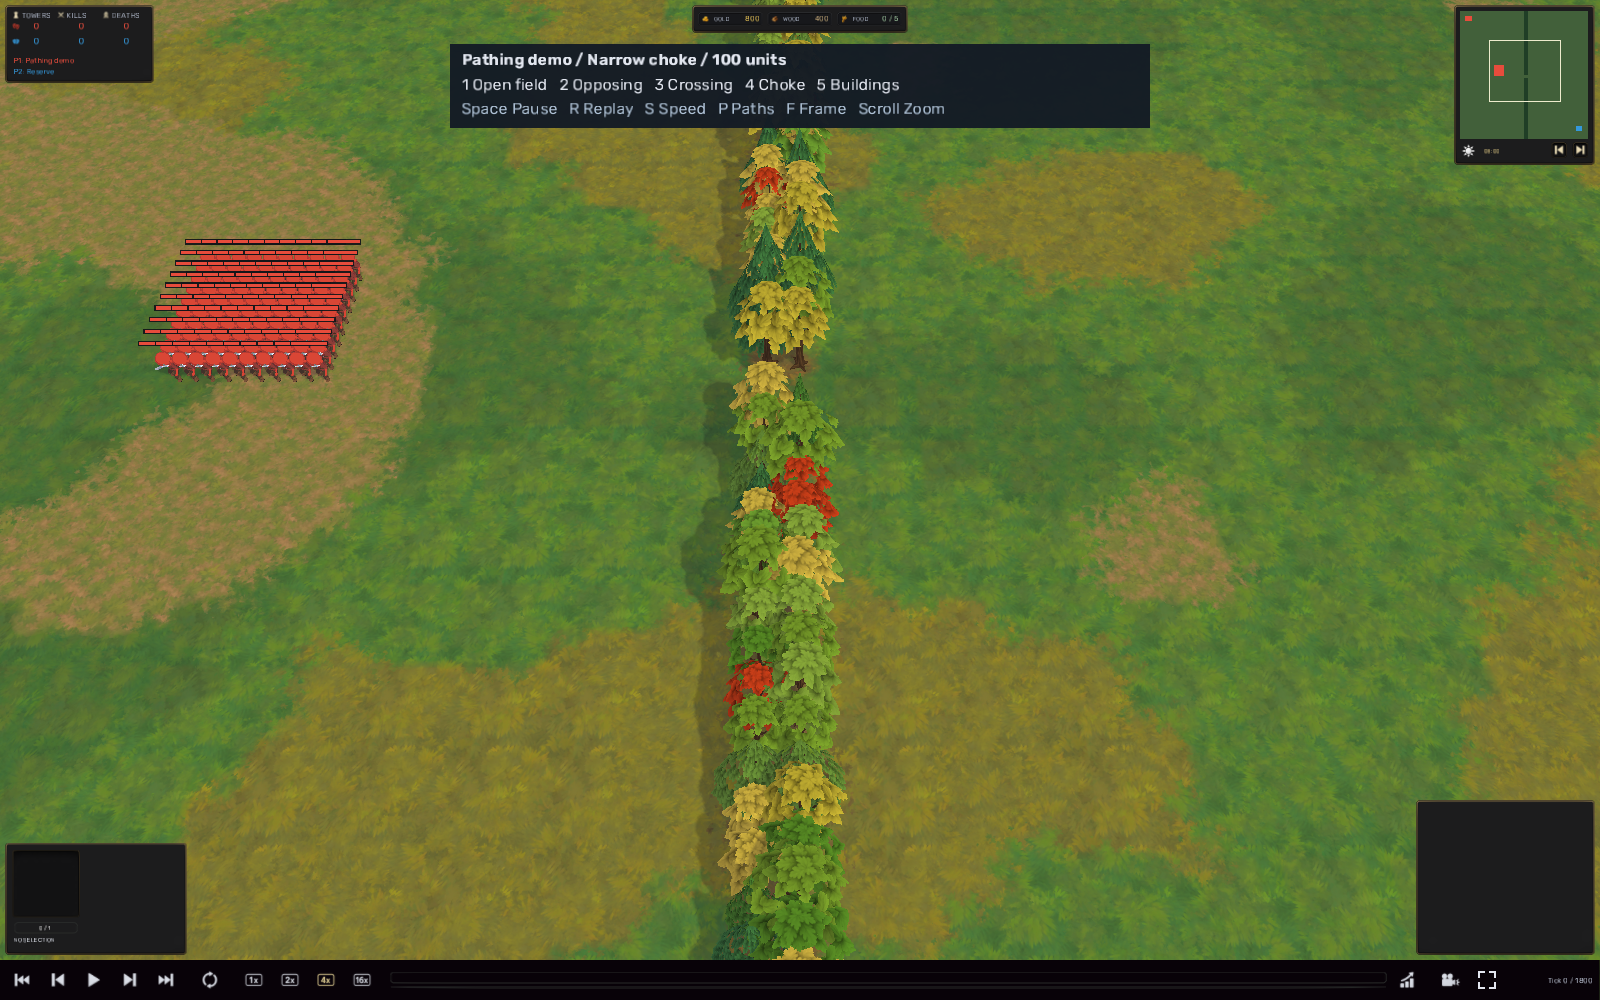 TOWERS KILLS DEATHS
0 0 0
0 0 0
P1: Pathing demo
P2: Reserve
GOLD 800 WOOD 400 FOOD 0 / 5
Pathing demo / Narrow choke / 100 units
1 Open field 2 Opposing 3 Crossing 4 Choke 5 Buildings
Space Pause R Replay S Speed P Paths F Frame Scroll Zoom
00:00
0 / 1
NO SELECTION
1x 2x 4x 16x
Tick 0 / 1800